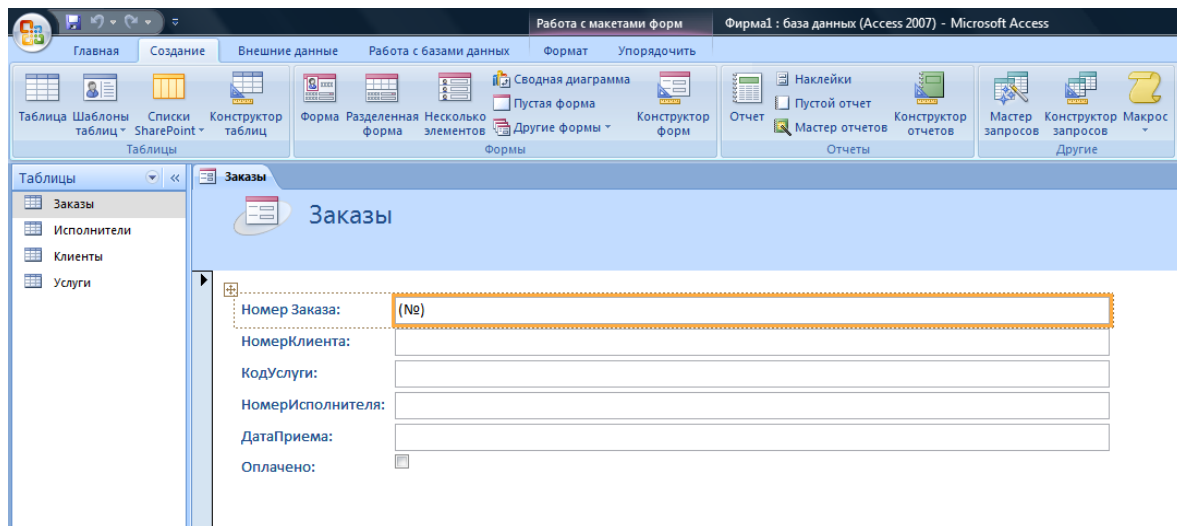 Работа с макетами форм Фирма1 : база данных (Access 2007) - Microsoft Access
Главная Создание Внешние данные Работа с базами данных Формат Упорядочить
Таблица Шаблоны таблиц Списки SharePoint Конструктор таблиц
Таблицы
Форма Разделенная форма Несколько элементов
Сводная диаграмма
Пустая форма
Другие формы
Конструктор форм
Формы
Отчет
Наклейки
Пустой отчет
Мастер отчетов
Конструктор отчетов
Отчеты
Мастер запросов Конструктор запросов Макрос
Другие
Таблицы «
Заказы
Исполнители
Клиенты
Услуги
Заказы
Заказы
Номер Заказа: (№)
НомерКлиента:
КодУслуги:
НомерИсполнителя:
ДатаПриема:
Оплачено: